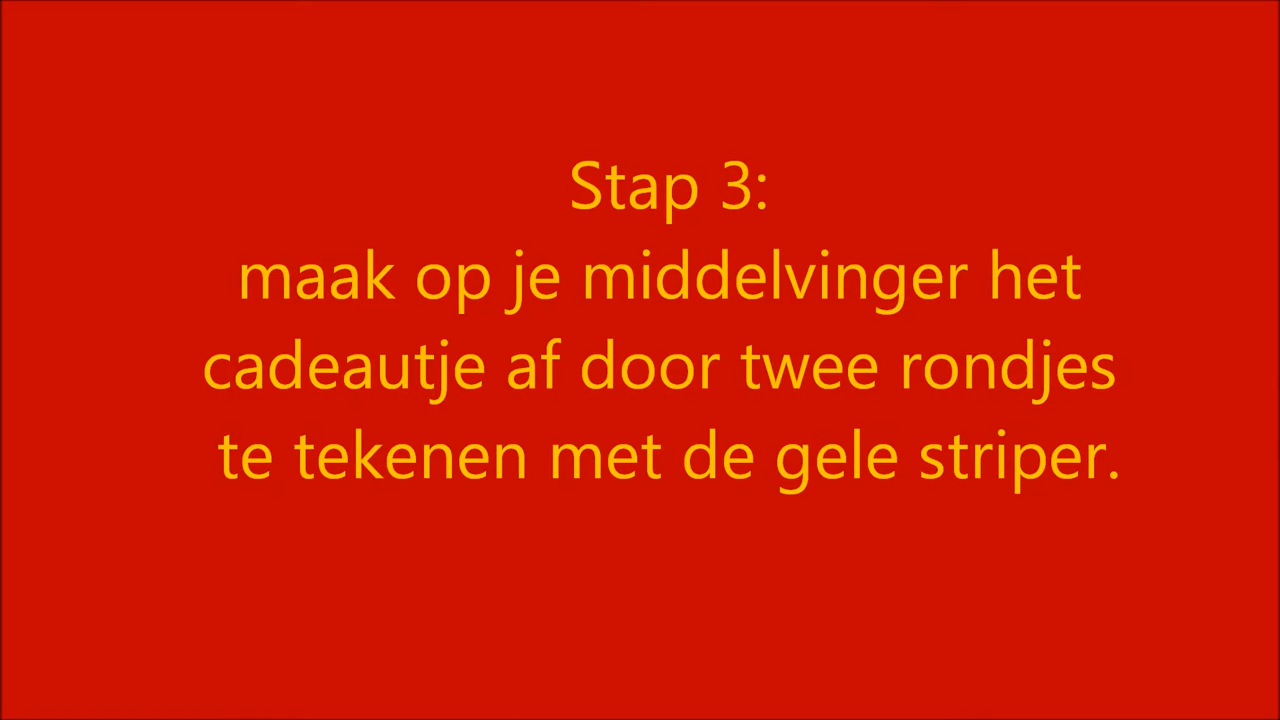 Stap 3:
maak op je middelvinger het
cadeautje af door twee rondjes
te tekenen met de gele striper.